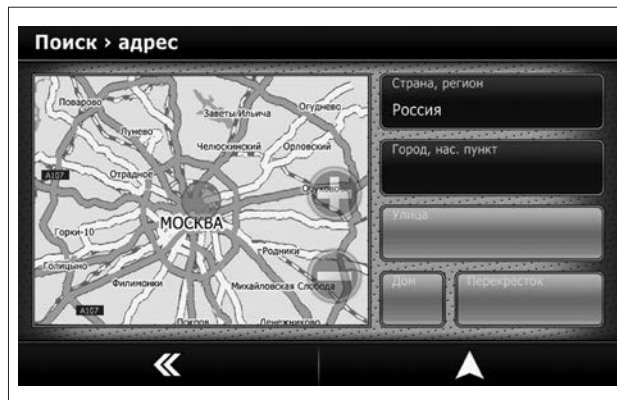 Поиск › адрес
Страна, регион
Россия
Город, нас. пункт
Улица
Дом
Перекресток
Поварово
Заветы Ильича
Огуднево
Лунево
Челюскинский
Орловский
A107
Отрадное
Обухово
МОСКВА
Горки-10
Родники
Голицыно
Филимонки
Михайловская Слобода
A107
Покров
Денежниково